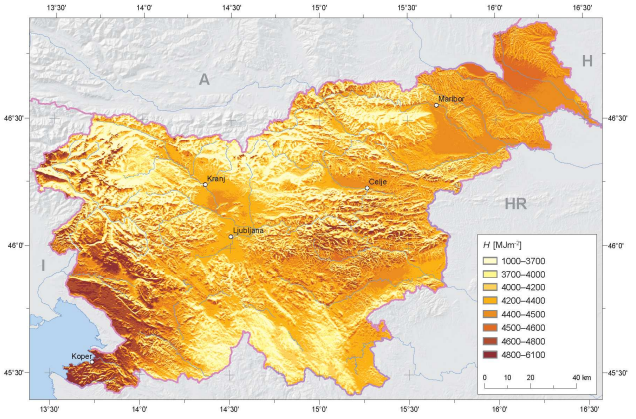 13°30' 14°0' 14°30' 15°0' 15°30' 16°0' 16°30'
A
H
Maribor
46°30' 46°30'
Kranj
Celje
HR
Ljubljana
46°0' 46°0'
I
H [MJm⁻²]
1000–3700
3700–4000
4000–4200
4200–4400
4400–4500
4500–4600
4600–4800
4800–6100
Koper
45°30' 45°30'
0 10 20 40 km
13°30' 14°0' 14°30' 15°0' 15°30' 16°0' 16°30'